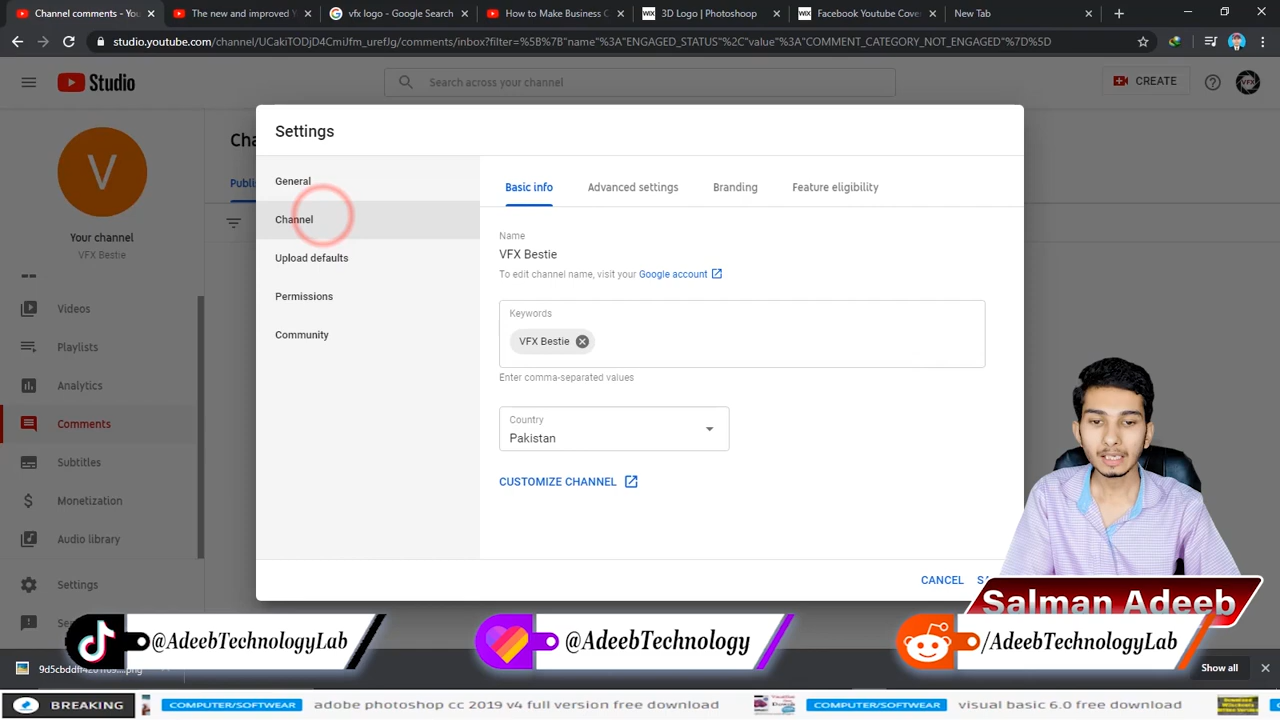 Channel comments - You
The new and improved Y
vfx logo - Google Search
How to Make Business C
WIX
3D Logo | Photoshoop
WIX
Facebook Youtube Cove
New Tab
studio.youtube.com/channel/
/comments/inbox?filter=%5B%7B"name"%3A"ENGAGED_STATUS"%2C"value"%3A"COMMENT_CATEGORY_NOT_ENGAGED"%7D%5D
Studio
Search across your channel
CREATE
VFX
V
Your channel
VFX Bestie
Videos
Playlists
Analytics
Comments
Subtitles
Monetization
Audio library
Settings
Settings
General
Channel
Upload defaults
Permissions
Community
Basic info
Advanced settings
Branding
Feature eligibility
Name
VFX Bestie
To edit channel name, visit your Google account
Keywords
VFX Bestie
Enter comma-separated values
Country
Pakistan
CUSTOMIZE CHANNEL
CANCEL
Salman Adeeb
@AdeebTechnologyLab
@AdeebTechnology
/AdeebTechnologyLab
Show all
BREAKING
COMPUTER/SOFTWEAR
adobe photoshop cc 2019 v4011 version free download
COMPUTER/SOFTWEAR
visual basic 6.0 free download